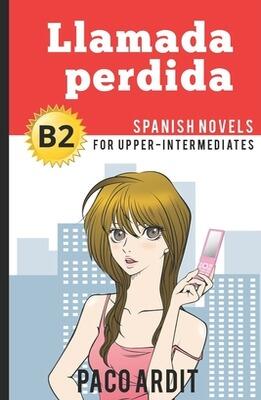 Llamada
perdida
B2
SPANISH NOVELS
FOR UPPER-INTERMEDIATES
PACO ARDIT